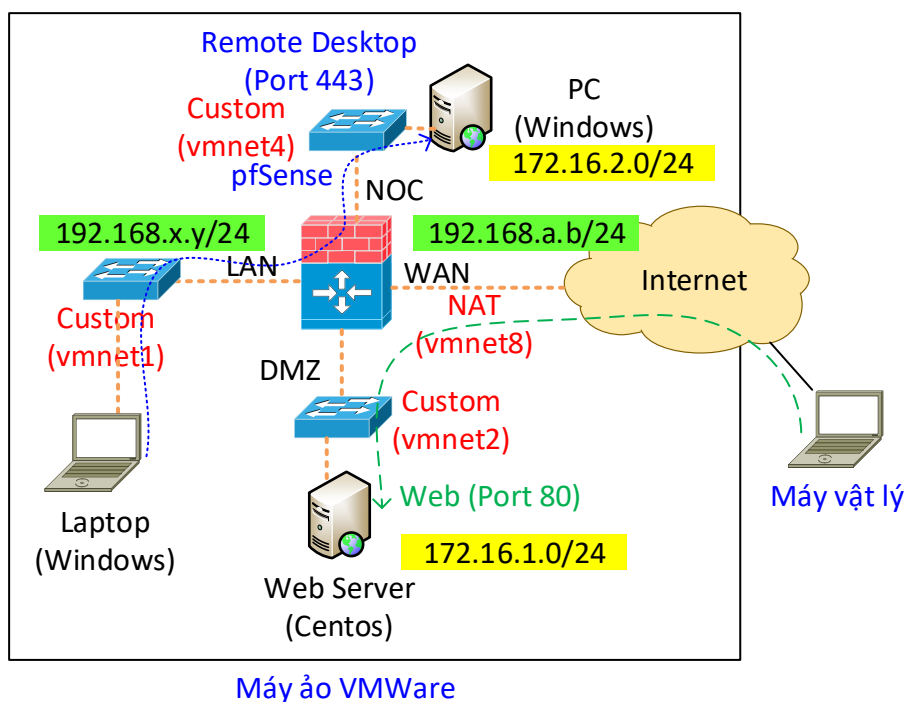 Remote Desktop
(Port 443)
Custom
(vmnet4)
pfSense
PC
(Windows)
172.16.2.0/24
NOC
192.168.x.y/24
192.168.a.b/24
LAN
WAN
Internet
Custom
(vmnet1)
NAT
(vmnet8)
DMZ
Custom
(vmnet2)
Laptop
(Windows)
Web (Port 80)
Máy vật lý
172.16.1.0/24
Web Server
(Centos)
Máy ảo VMWare